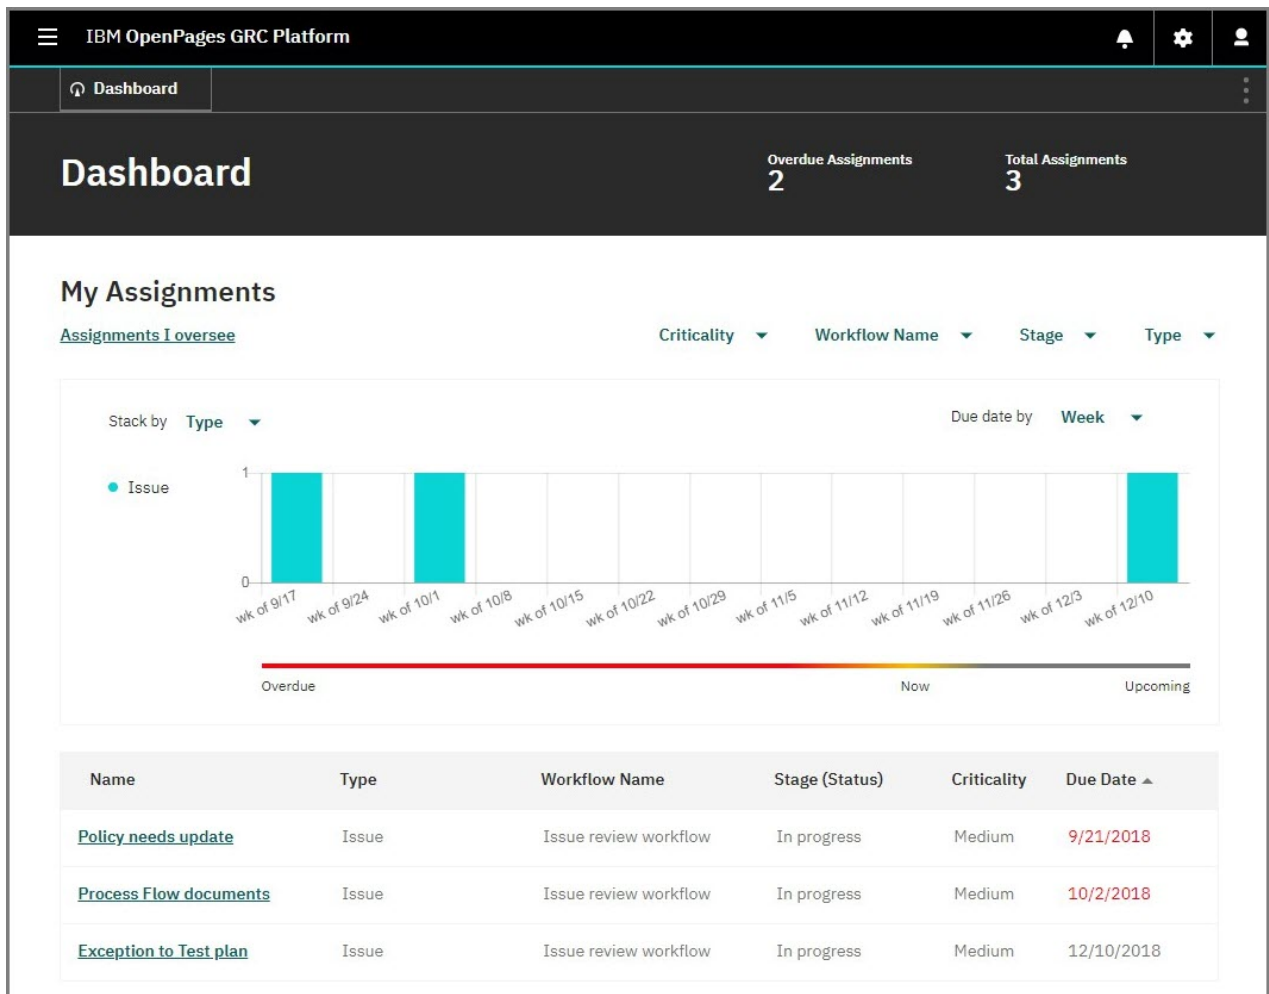 IBM OpenPages GRC Platform
Dashboard
Dashboard
Overdue Assignments
2
Total Assignments
3
My Assignments
Assignments I oversee
Criticality
Workflow Name
Stage
Type
Stack by Type
Due date by Week
Issue
1
0
wk of 9/17
wk of 9/24
wk of 10/1
wk of 10/8
wk of 10/15
wk of 10/22
wk of 10/29
wk of 11/5
wk of 11/12
wk of 11/19
wk of 11/26
wk of 12/3
wk of 12/10
Overdue
Now
Upcoming
Name Type Workflow Name Stage (Status) Criticality Due Date
Policy needs update Issue Issue review workflow In progress Medium 9/21/2018
Process Flow documents Issue Issue review workflow In progress Medium 10/2/2018
Exception to Test plan Issue Issue review workflow In progress Medium 12/10/2018